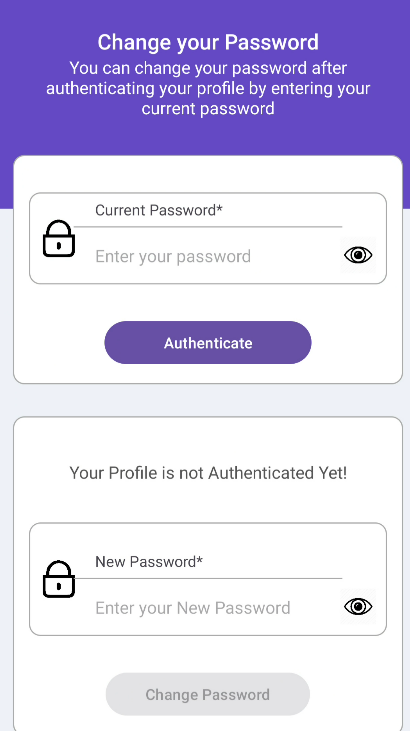 Change your Password
You can change your password after
authenticating your profile by entering your
current password
Current Password*
Enter your password
Authenticate
Your Profile is not Authenticated Yet!
New Password*
Enter your New Password
Change Password